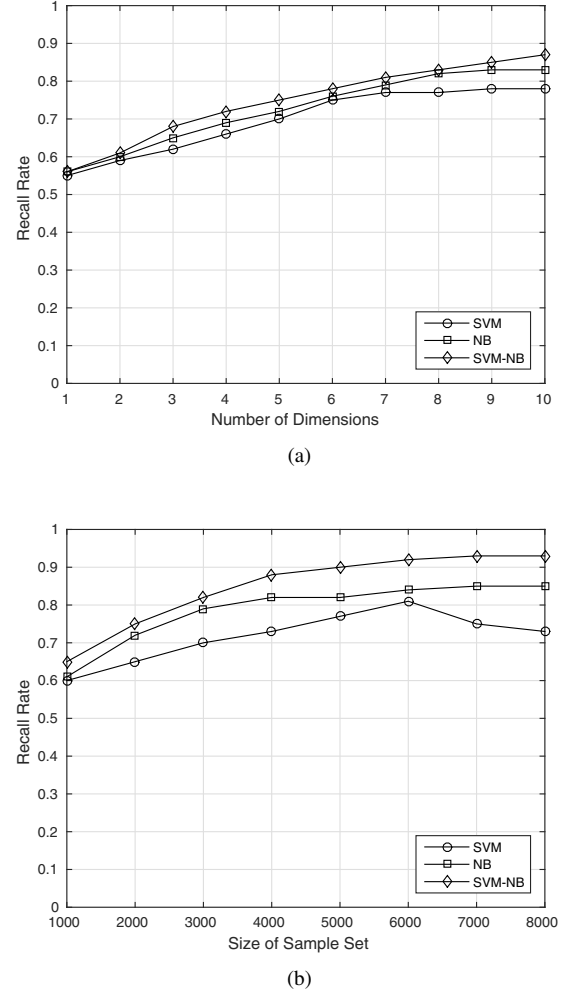 1
0.9
0.8
0.7
0.6
0.5
0.4
0.3
0.2
0.1
0
Recall Rate
SVM
NB
SVM-NB
1 2 3 4 5 6 7 8 9 10
Number of Dimensions
(a)
1
0.9
0.8
0.7
0.6
0.5
0.4
0.3
0.2
0.1
0
Recall Rate
SVM
NB
SVM-NB
1000 2000 3000 4000 5000 6000 7000 8000
Size of Sample Set
(b)